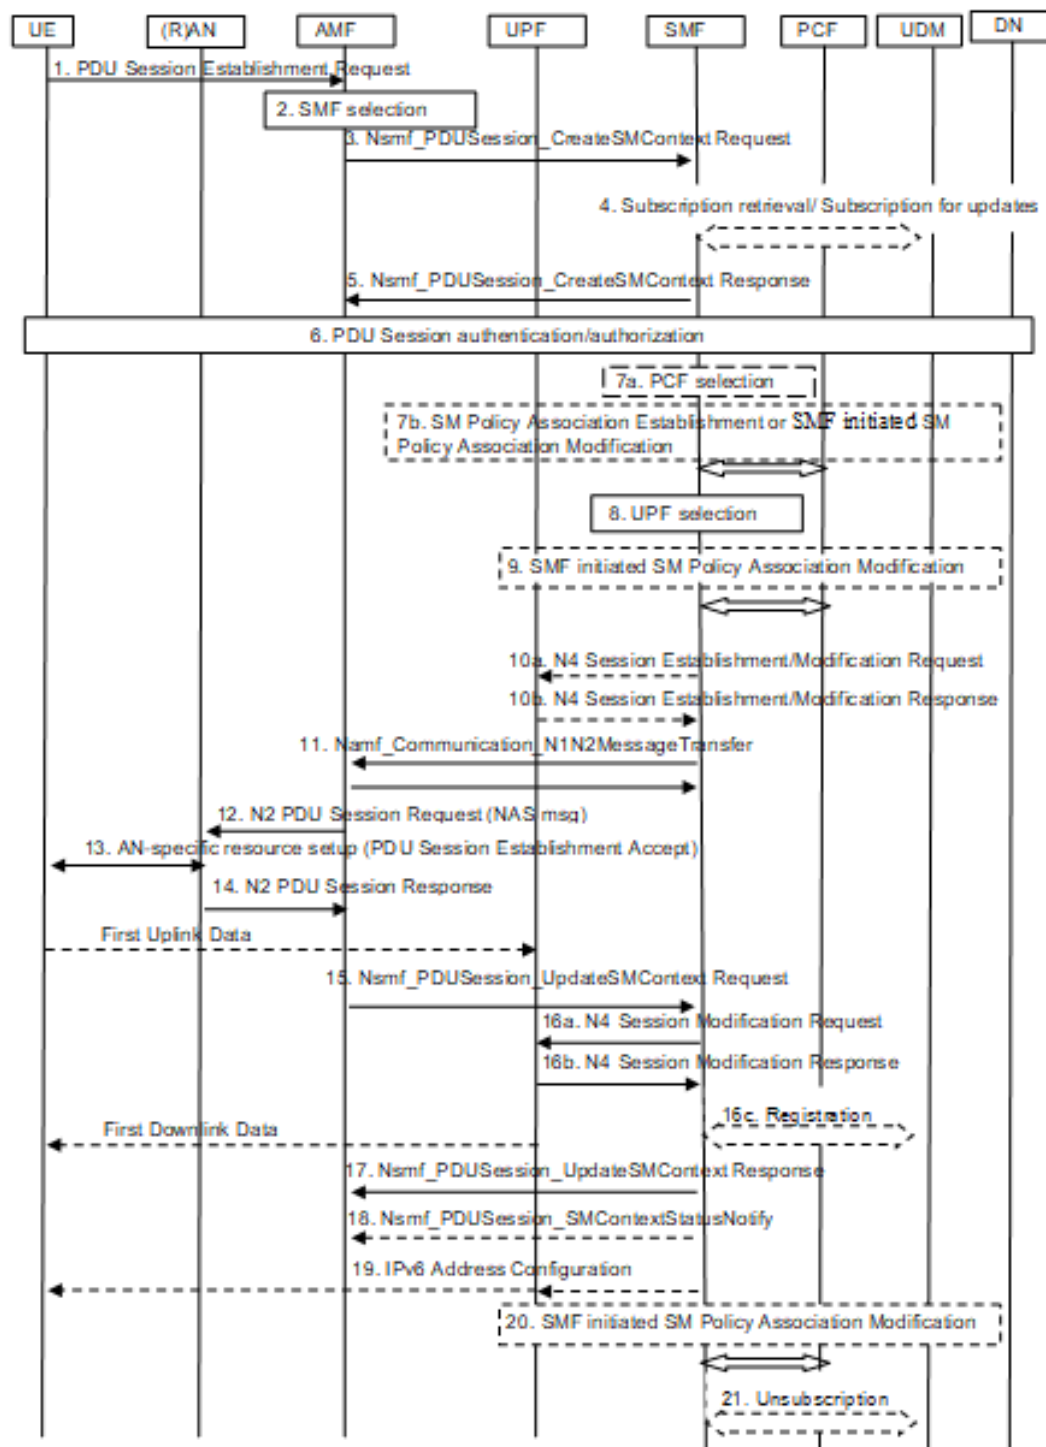 UE (R)AN AMF UPF SMF PCF UDM DN
1. PDU Session Establishment Request
2. SMF selection
3. Nsmf_PDUSession_CreateSMContext Request
4. Subscription retrieval/ Subscription for updates
5. Nsmf_PDUSession_CreateSMContext Response
6. PDU Session authentication/authorization
7a. PCF selection
7b. SM Policy Association Establishment or SMF initiated SM
Policy Association Modification
8. UPF selection
9. SMF initiated SM Policy Association Modification
10a. N4 Session Establishment/Modification Request
10b. N4 Session Establishment/Modification Response
11. Namf_Communication_N1N2MessageTransfer
12. N2 PDU Session Request (NAS msg)
13. AN-specific resource setup (PDU Session Establishment Accept)
14. N2 PDU Session Response
First Uplink Data
15. Nsmf_PDUSession_UpdateSMContext Request
16a. N4 Session Modification Request
16b. N4 Session Modification Response
16c. Registration
First Downlink Data
17. Nsmf_PDUSession_UpdateSMContext Response
18. Nsmf_PDUSession_SMContextStatusNotify
19. IPv6 Address Configuration
20. SMF initiated SM Policy Association Modification
21. Unsubscription